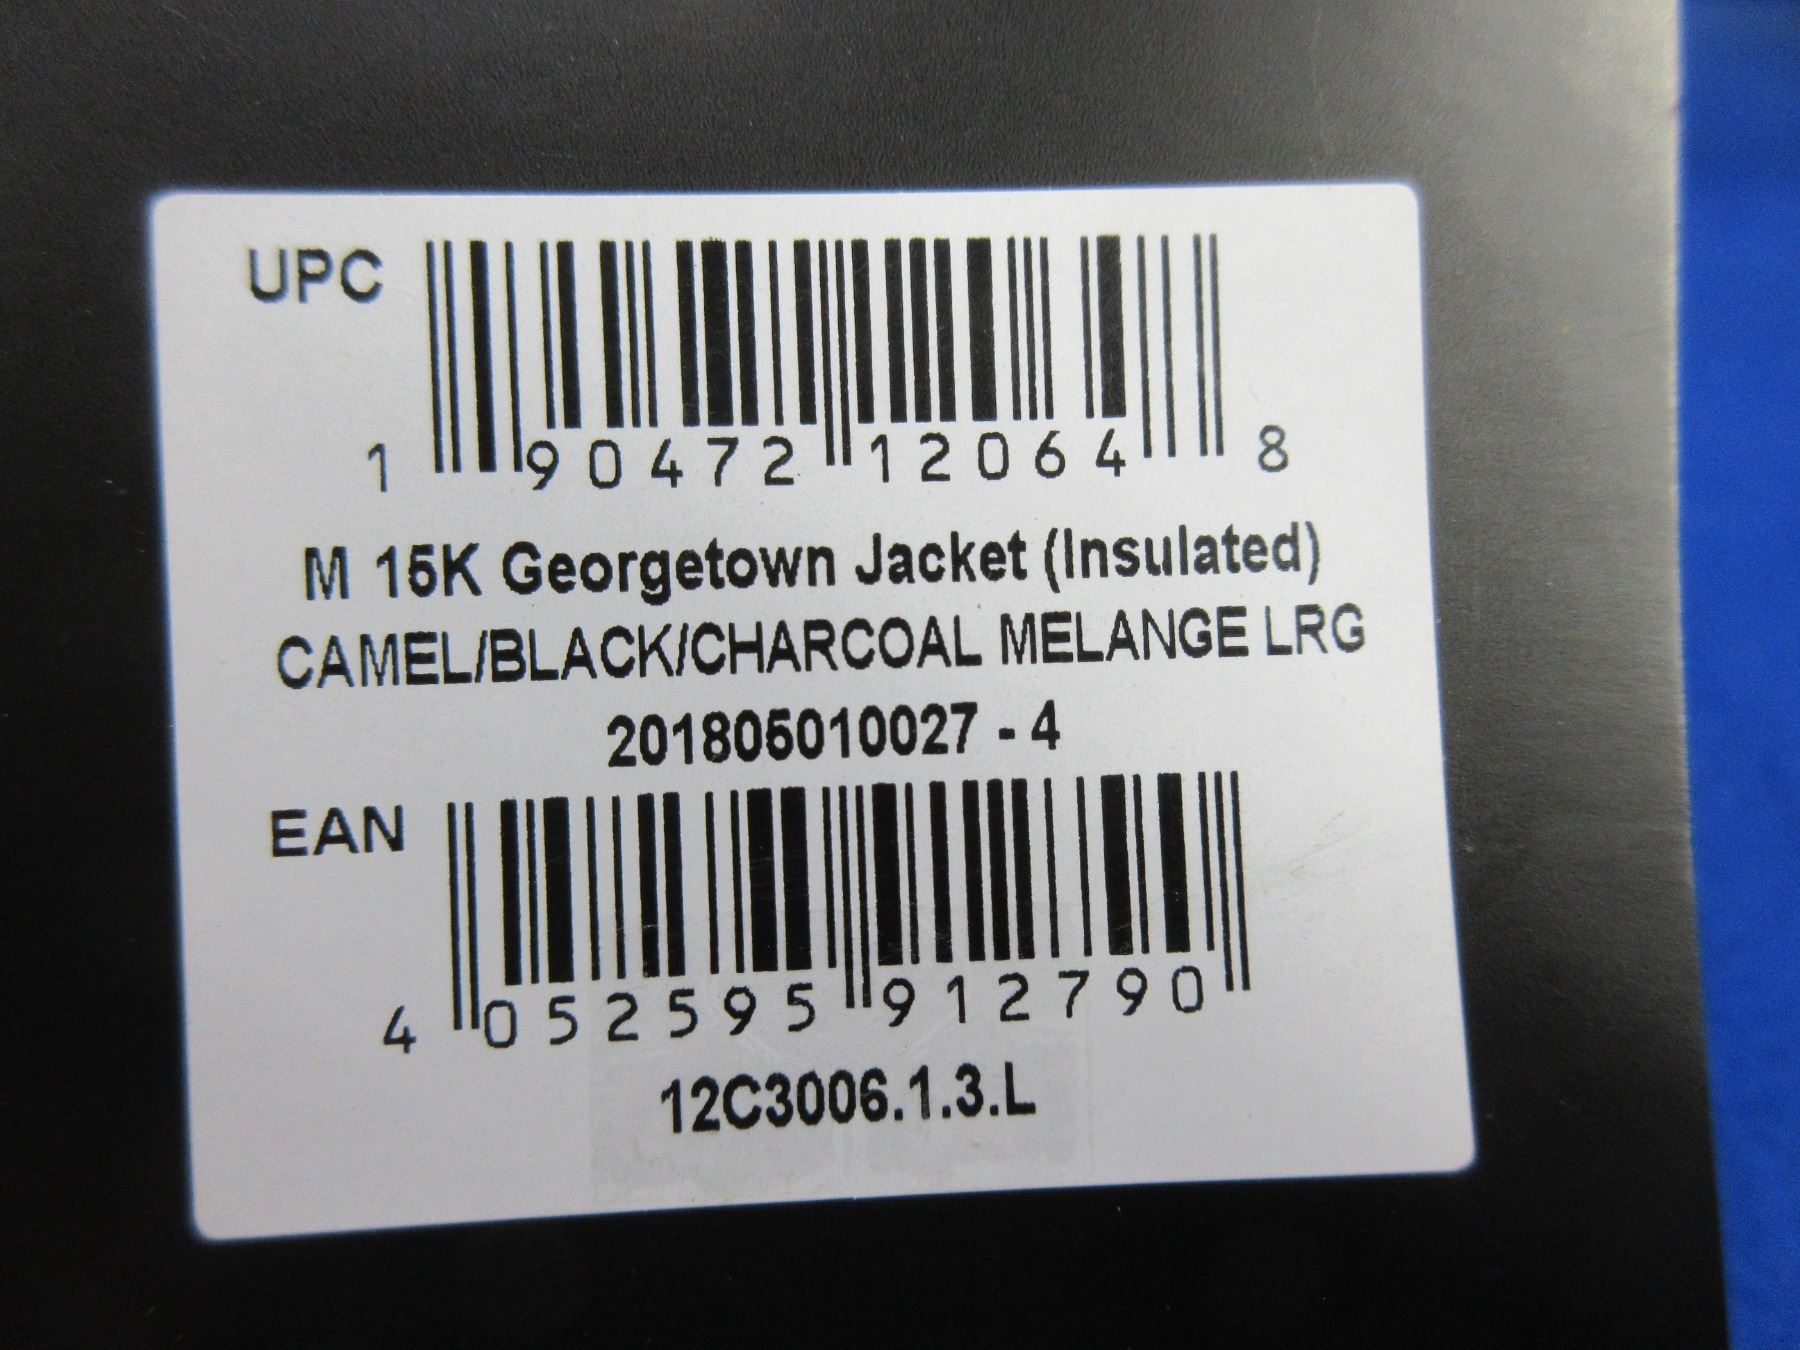 UPC
1 90472 12064 8
M 15K Georgetown Jacket (Insulated)
CAMEL/BLACK/CHARCOAL MELANGE LRG
201805010027 - 4
EAN
4 052595 912790
12C3006.1.3.L